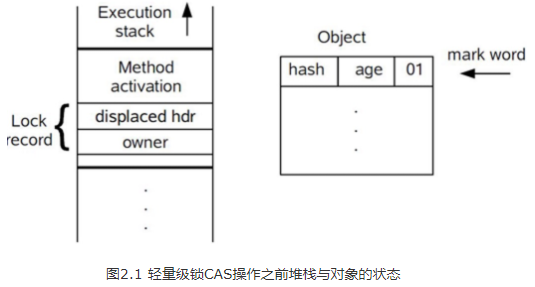 Execution
stack
Method
activation
Lock
record
displaced hdr
owner
Object
hash age 01
mark word
图2.1 轻量级锁CAS操作之前堆栈与对象的状态